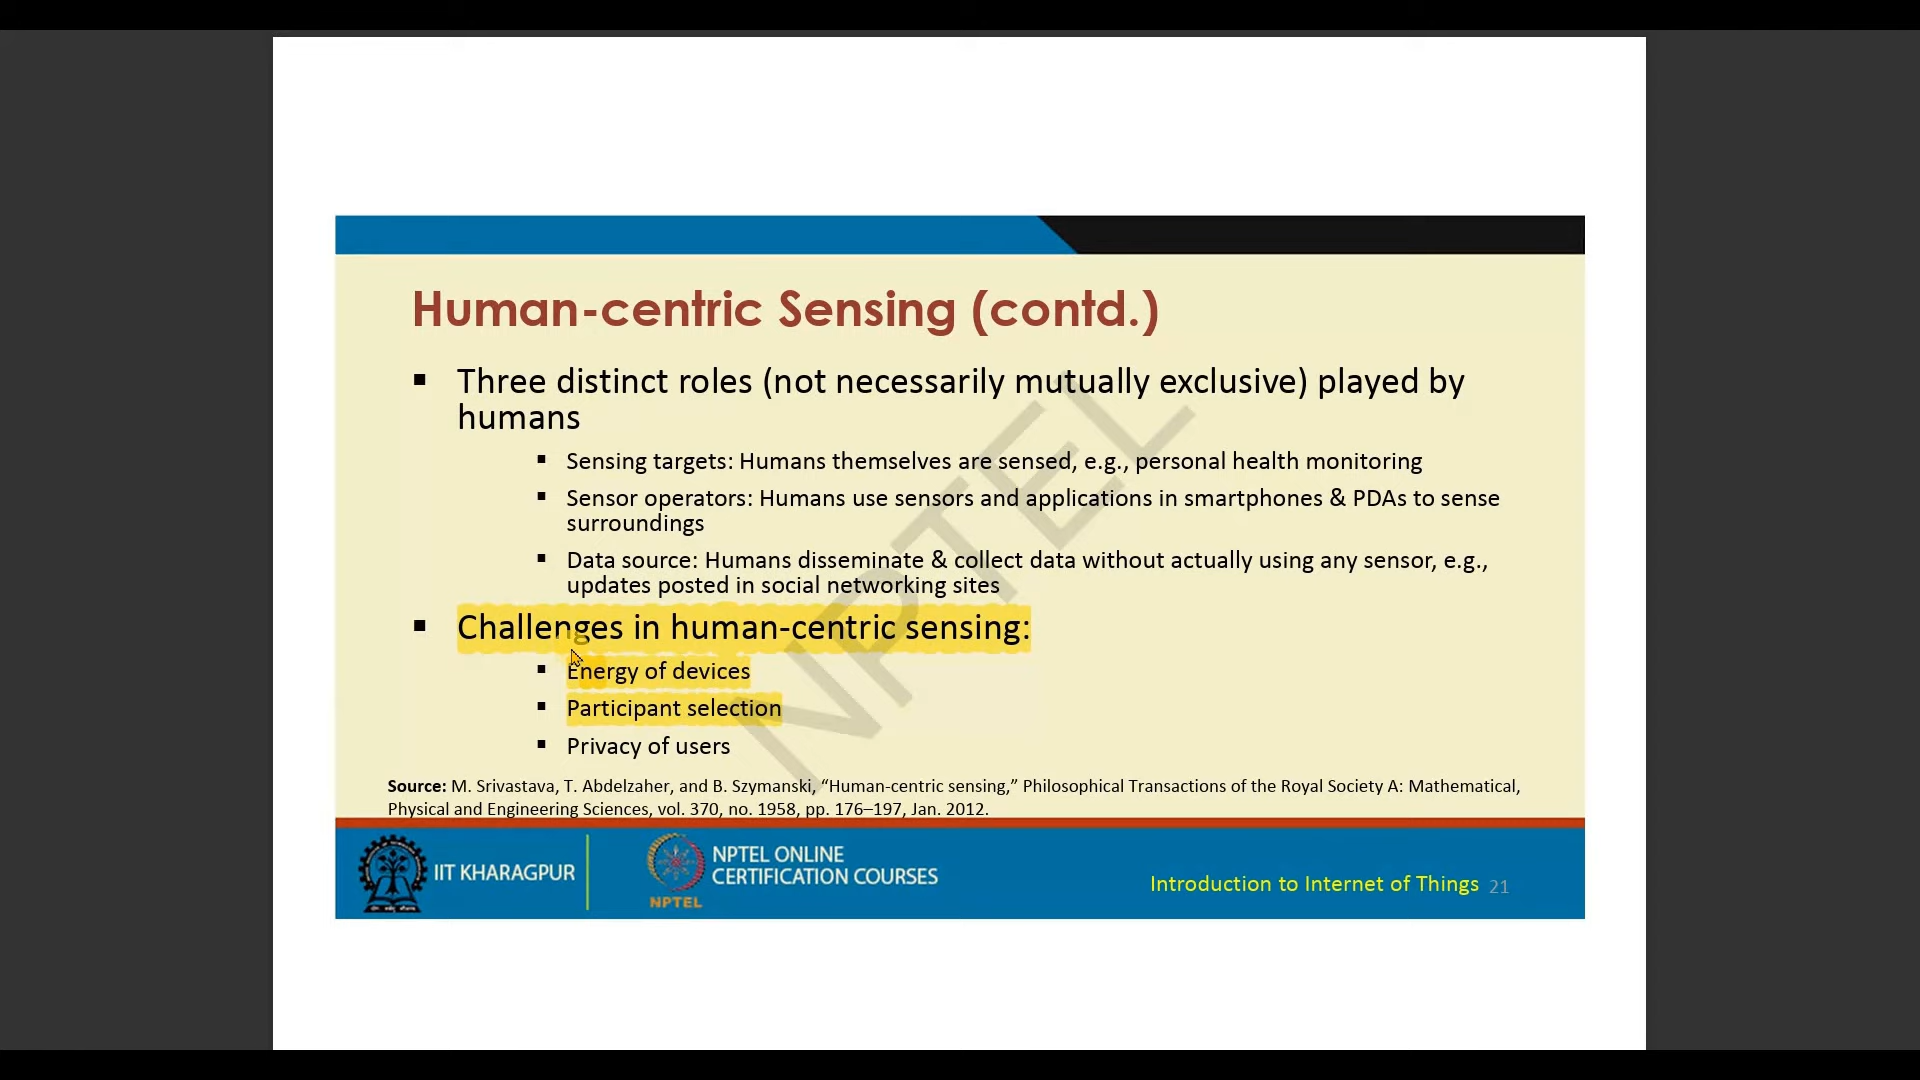 Human-centric Sensing (contd.)
▪ Three distinct roles (not necessarily mutually exclusive) played by
humans
▪ Sensing targets: Humans themselves are sensed, e.g., personal health monitoring
▪ Sensor operators: Humans use sensors and applications in smartphones & PDAs to sense
surroundings
▪ Data source: Humans disseminate & collect data without actually using any sensor, e.g.,
updates posted in social networking sites
▪ Challenges in human-centric sensing:
▪ Energy of devices
▪ Participant selection
▪ Privacy of users
NPTEL
Source: M. Srivastava, T. Abdelzaher, and B. Szymanski, “Human-centric sensing,” Philosophical Transactions of the Royal Society A: Mathematical,
Physical and Engineering Sciences, vol. 370, no. 1958, pp. 176–197, Jan. 2012.
IIT KHARAGPUR
NPTEL
NPTEL ONLINE
CERTIFICATION COURSES
Introduction to Internet of Things 21